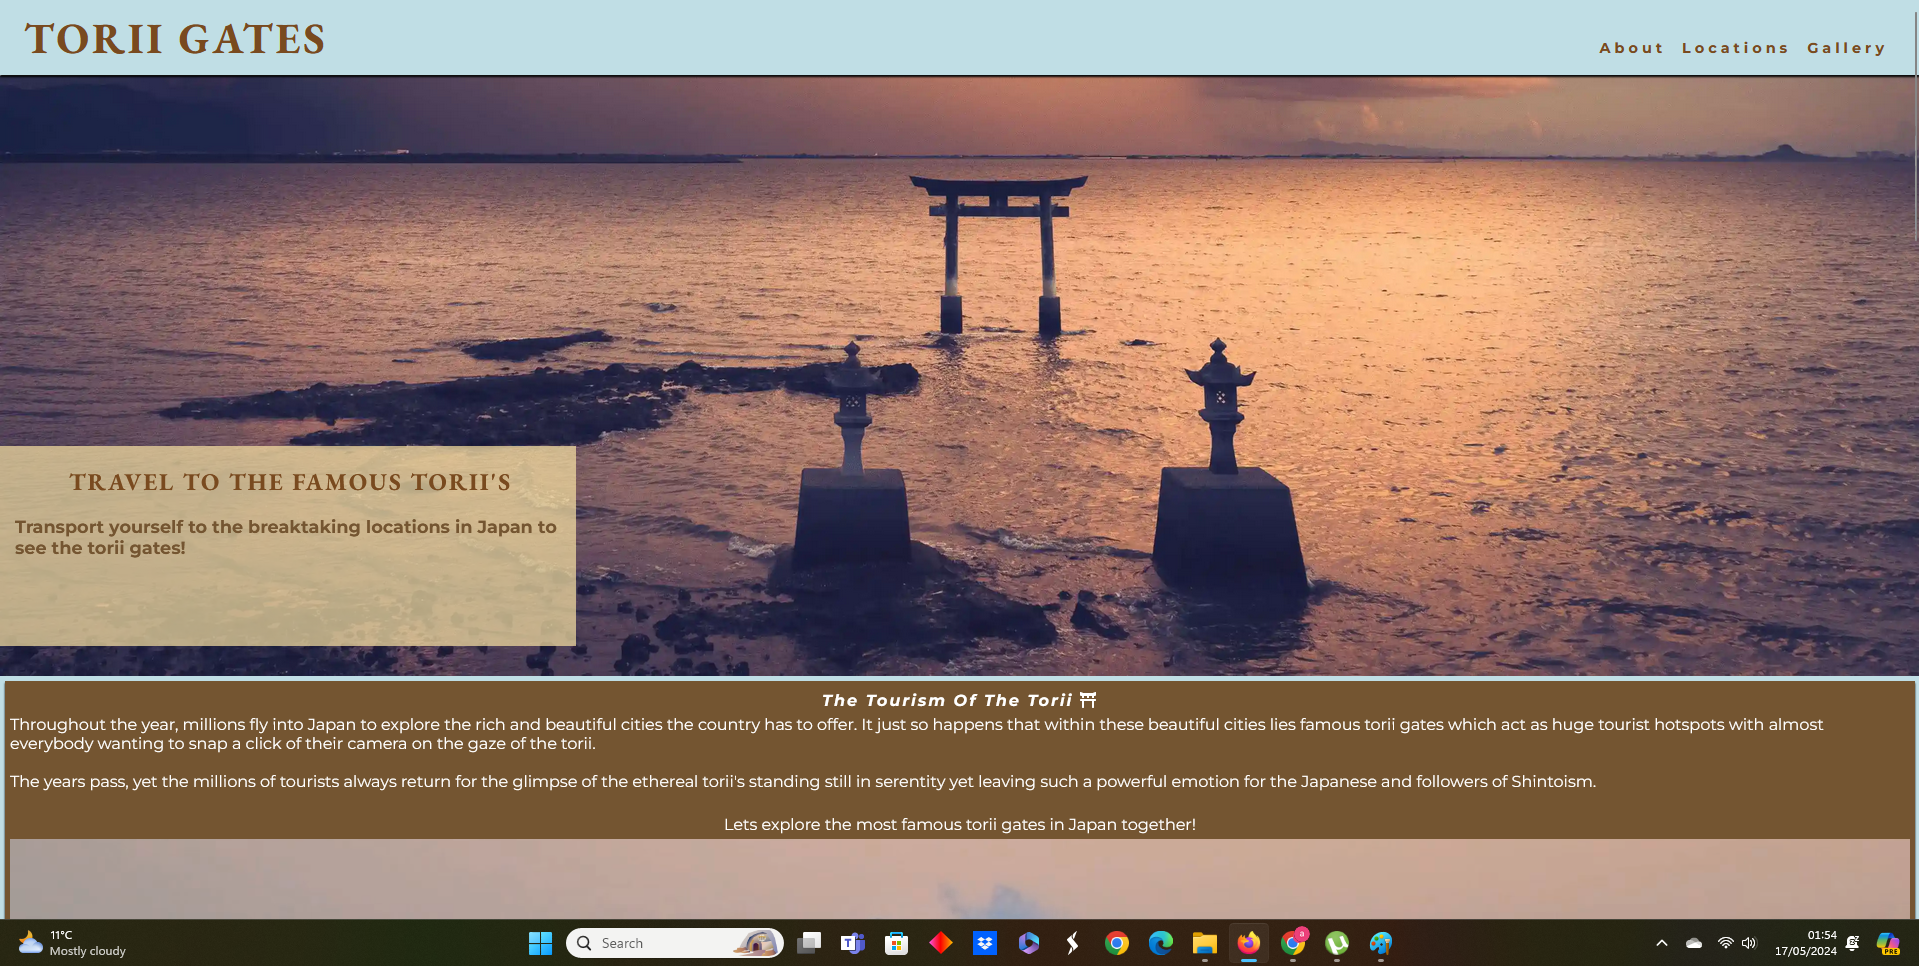 TORII GATES
About Locations Gallery
TRAVEL TO THE FAMOUS TORII'S
Transport yourself to the breaktaking locations in Japan to
see the torii gates!
The Tourism Of The Torii
Throughout the year, millions fly into Japan to explore the rich and beautiful cities the country has to offer. It just so happens that within these beautiful cities lies famous torii gates which act as huge tourist hotspots with almost
everybody wanting to snap a click of their camera on the gaze of the torii.
The years pass, yet the millions of tourists always return for the glimpse of the ethereal torii's standing still in serentity yet leaving such a powerful emotion for the Japanese and followers of Shintoism.
Lets explore the most famous torii gates in Japan together!
11°C
Mostly cloudy
Search
a
01:54
17/05/2024
PRE